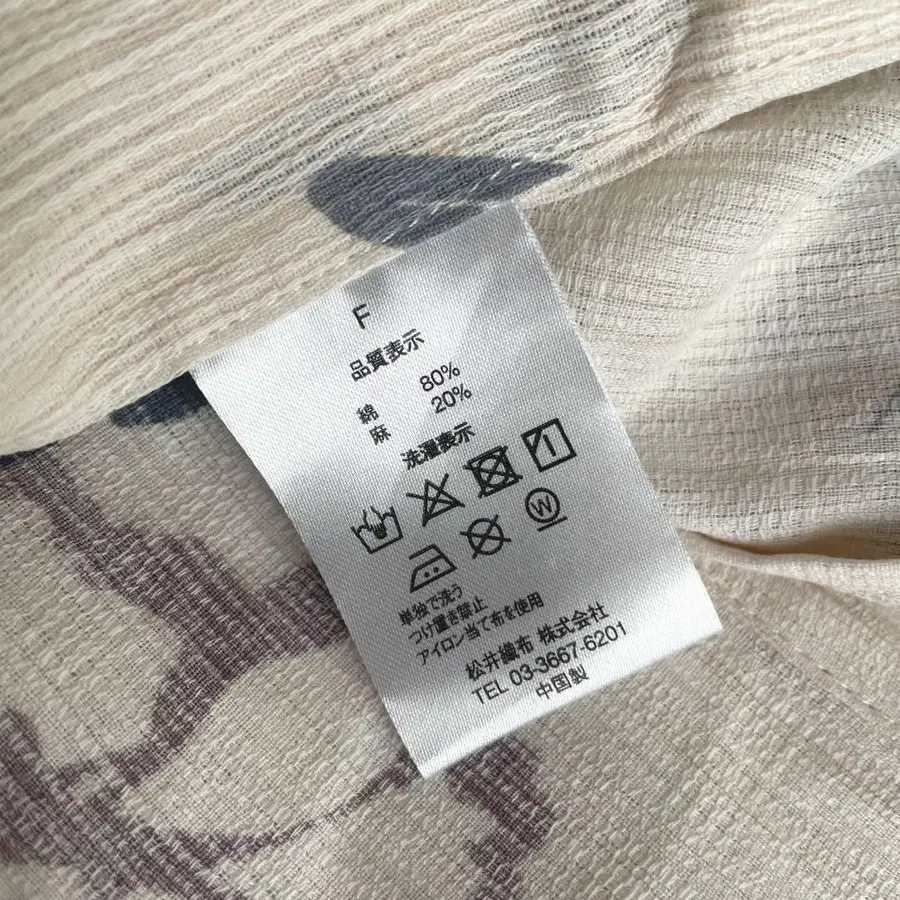 F
品質表示
綿 80%
麻 20%
洗濯表示
W
単独で洗う
つけ置き禁止
アイロン当て布を使用
松井織布 株式会社
TEL 03-3667-6201
中国製